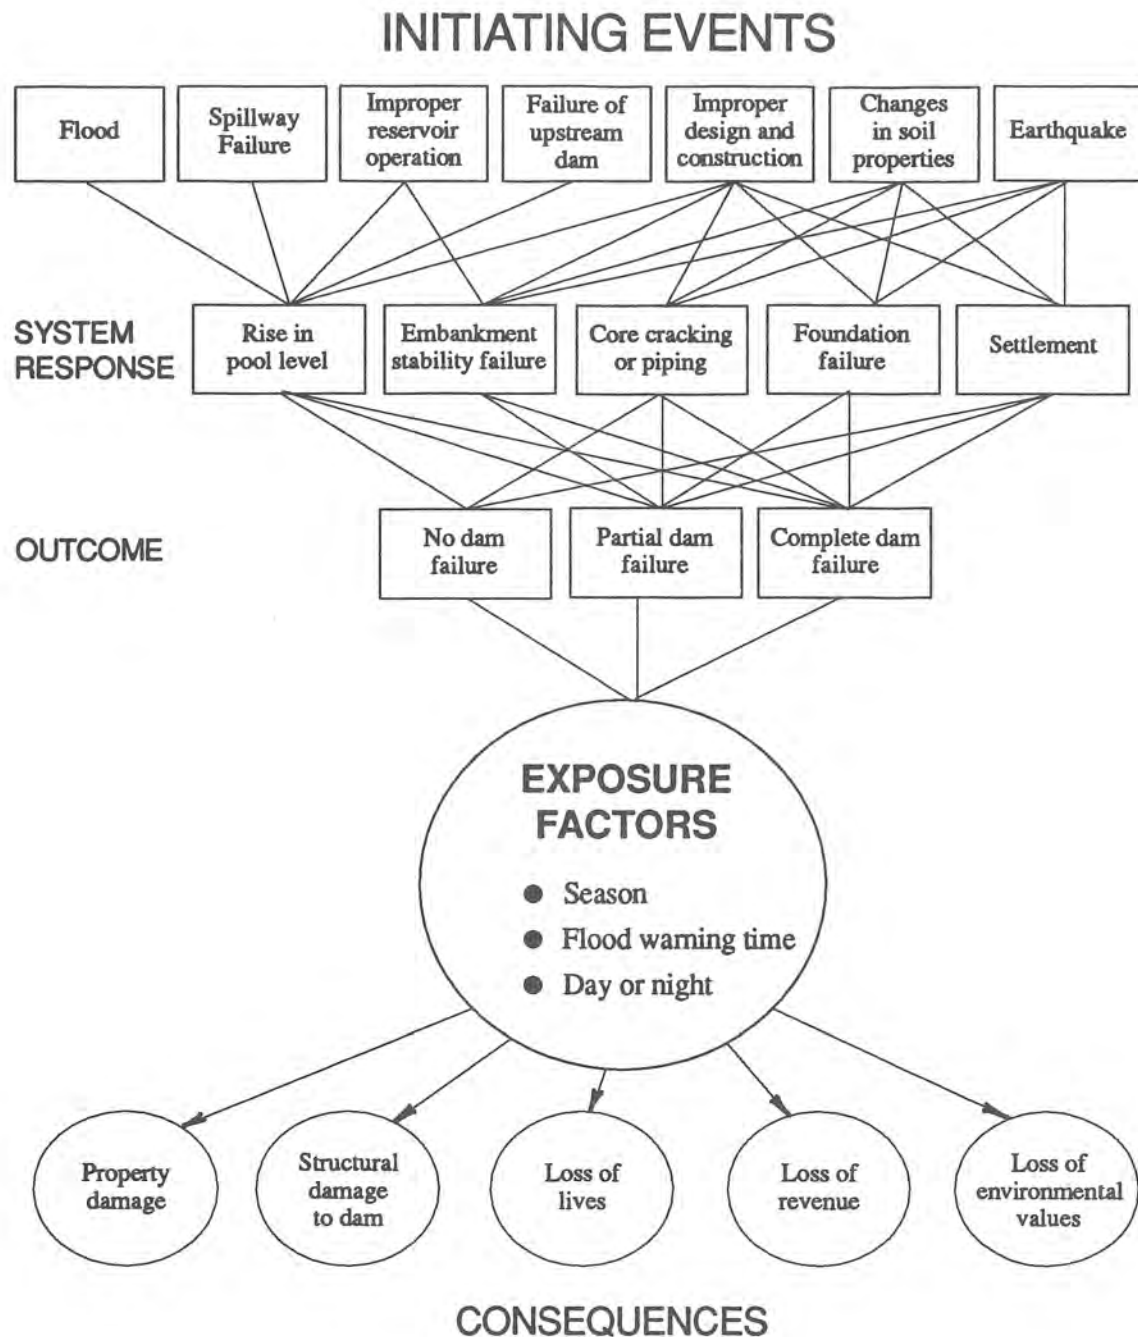 INITIATING EVENTS
Flood
Spillway
Failure
Improper
reservoir
operation
Failure of
upstream
dam
Improper
design and
construction
Changes
in soil
properties
Earthquake
SYSTEM
RESPONSE
Rise in
pool level
Embankment
stability failure
Core cracking
or piping
Foundation
failure
Settlement
OUTCOME
No dam
failure
Partial dam
failure
Complete dam
failure
EXPOSURE
FACTORS
● Season
● Flood warning time
● Day or night
Property
damage
Structural
damage
to dam
Loss of
lives
Loss of
revenue
Loss of
environmental
values
CONSEQUENCES